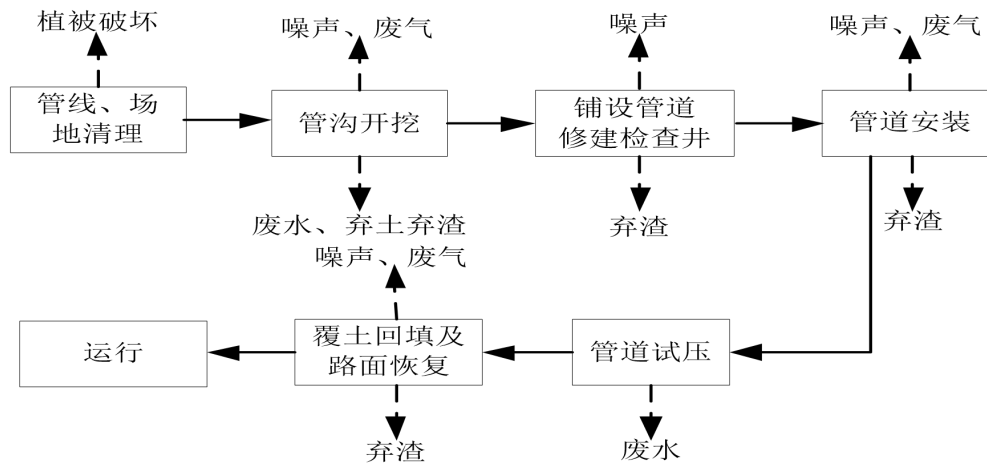 植被破坏
噪声、废气
噪声
噪声、废气
管线、场
地清理
管沟开挖
铺设管道
修建检查井
管道安装
废水、弃土弃渣
弃渣
弃渣
噪声、废气
运行
覆土回填及
路面恢复
管道试压
弃渣
废水